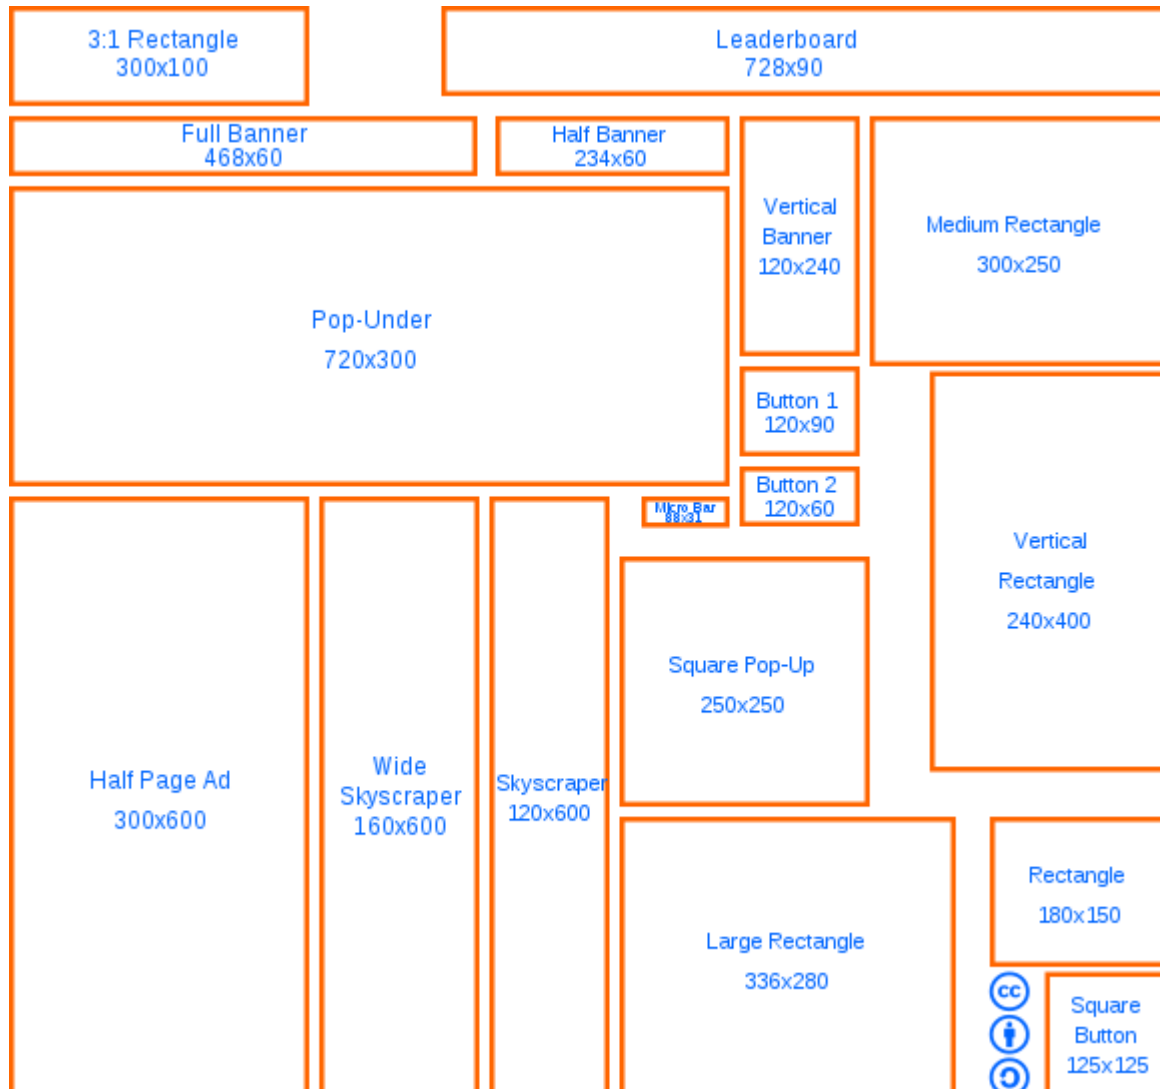 3:1 Rectangle
300x100
Leaderboard
728x90
Full Banner
468x60
Half Banner
234x60
Vertical
Banner
120x240
Medium Rectangle
300x250
Pop-Under
720x300
Button 1
120x90
Button 2
120x60
Micro Bar
88x31
Vertical
Rectangle
240x400
Square Pop-Up
250x250
Half Page Ad
300x600
Wide
Skyscraper
160x600
Skyscraper
120x600
Rectangle
180x150
Large Rectangle
336x280
cc
Square
Button
125x125